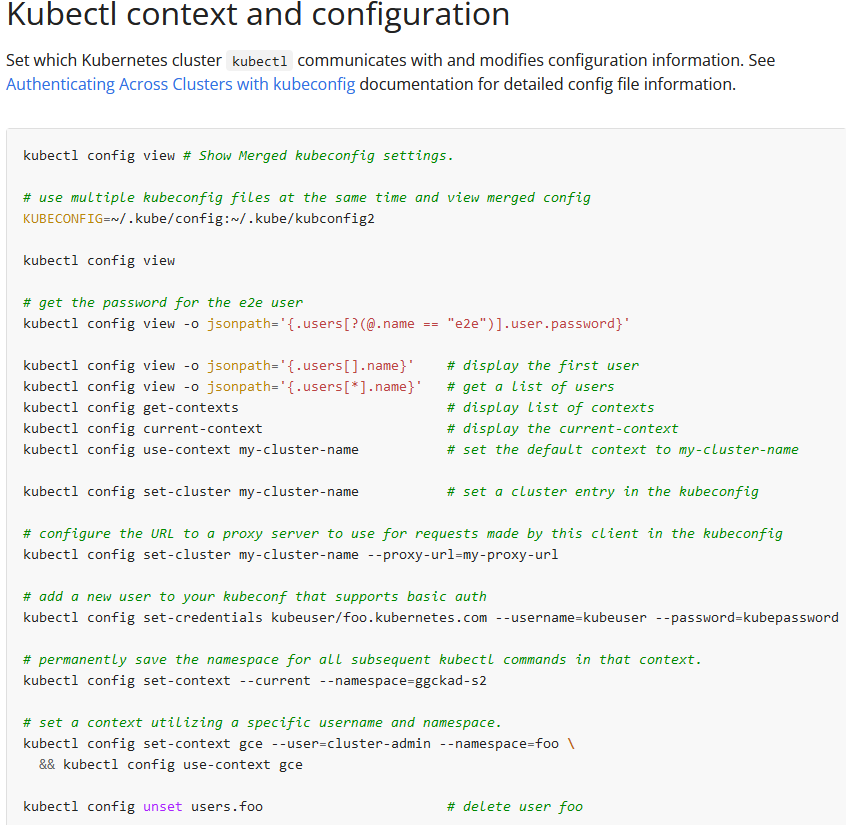 Kubectl context and configuration
Set which Kubernetes cluster kubectl communicates with and modifies configuration information. See
Authenticating Across Clusters with kubeconfig documentation for detailed config file information.
kubectl config view # Show Merged kubeconfig settings.
# use multiple kubeconfig files at the same time and view merged config
KUBECONFIG=~/.kube/config:~/.kube/kubconfig2
kubectl config view
# get the password for the e2e user
kubectl config view -o jsonpath='{.users[?(@.name == "e2e")].user.password}'
kubectl config view -o jsonpath='{.users[].name}'    # display the first user
kubectl config view -o jsonpath='{.users[*].name}'   # get a list of users
kubectl config get-contexts                          # display list of contexts
kubectl config current-context                       # display the current-context
kubectl config use-context my-cluster-name           # set the default context to my-cluster-name
kubectl config set-cluster my-cluster-name           # set a cluster entry in the kubeconfig
# configure the URL to a proxy server to use for requests made by this client in the kubeconfig
kubectl config set-cluster my-cluster-name --proxy-url=my-proxy-url
# add a new user to your kubeconf that supports basic auth
kubectl config set-credentials kubeuser/foo.kubernetes.com --username=kubeuser --password=kubepassword
# permanently save the namespace for all subsequent kubectl commands in that context.
kubectl config set-context --current --namespace=ggckad-s2
# set a context utilizing a specific username and namespace.
kubectl config set-context gce --user=cluster-admin --namespace=foo \
  && kubectl config use-context gce
kubectl config unset users.foo                       # delete user foo